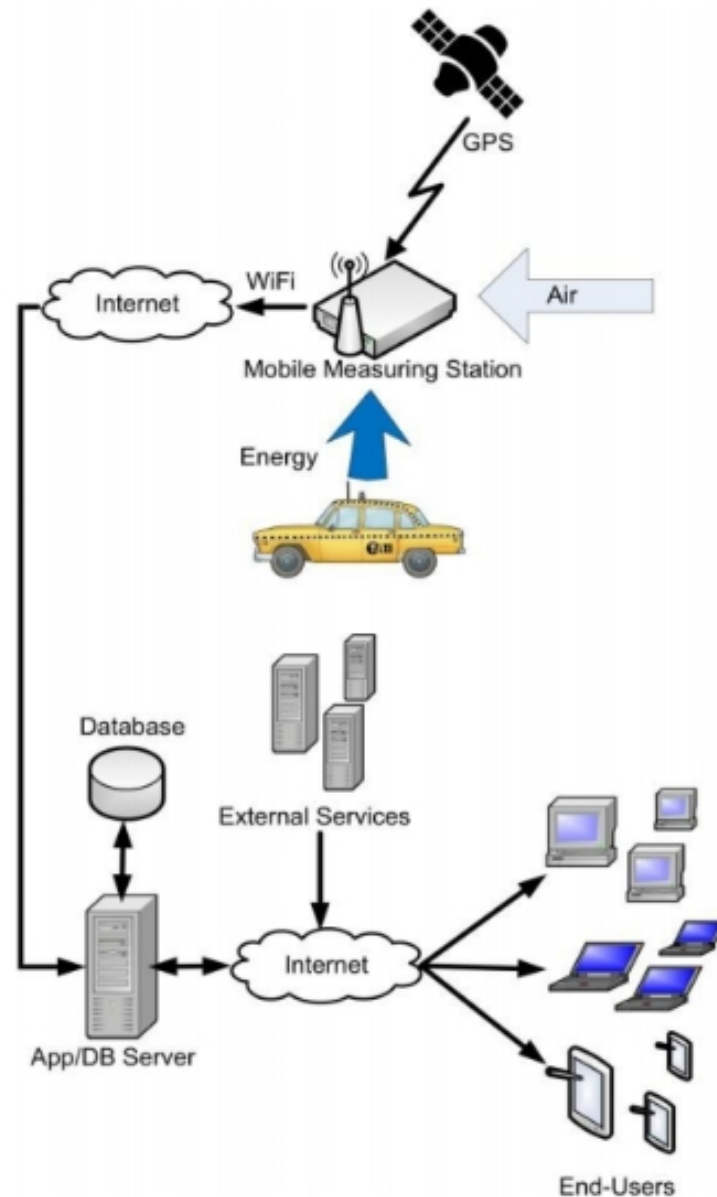 GPS
WiFi
Internet
Air
Mobile Measuring Station
Energy
Database
External Services
Internet
App/DB Server
End-Users